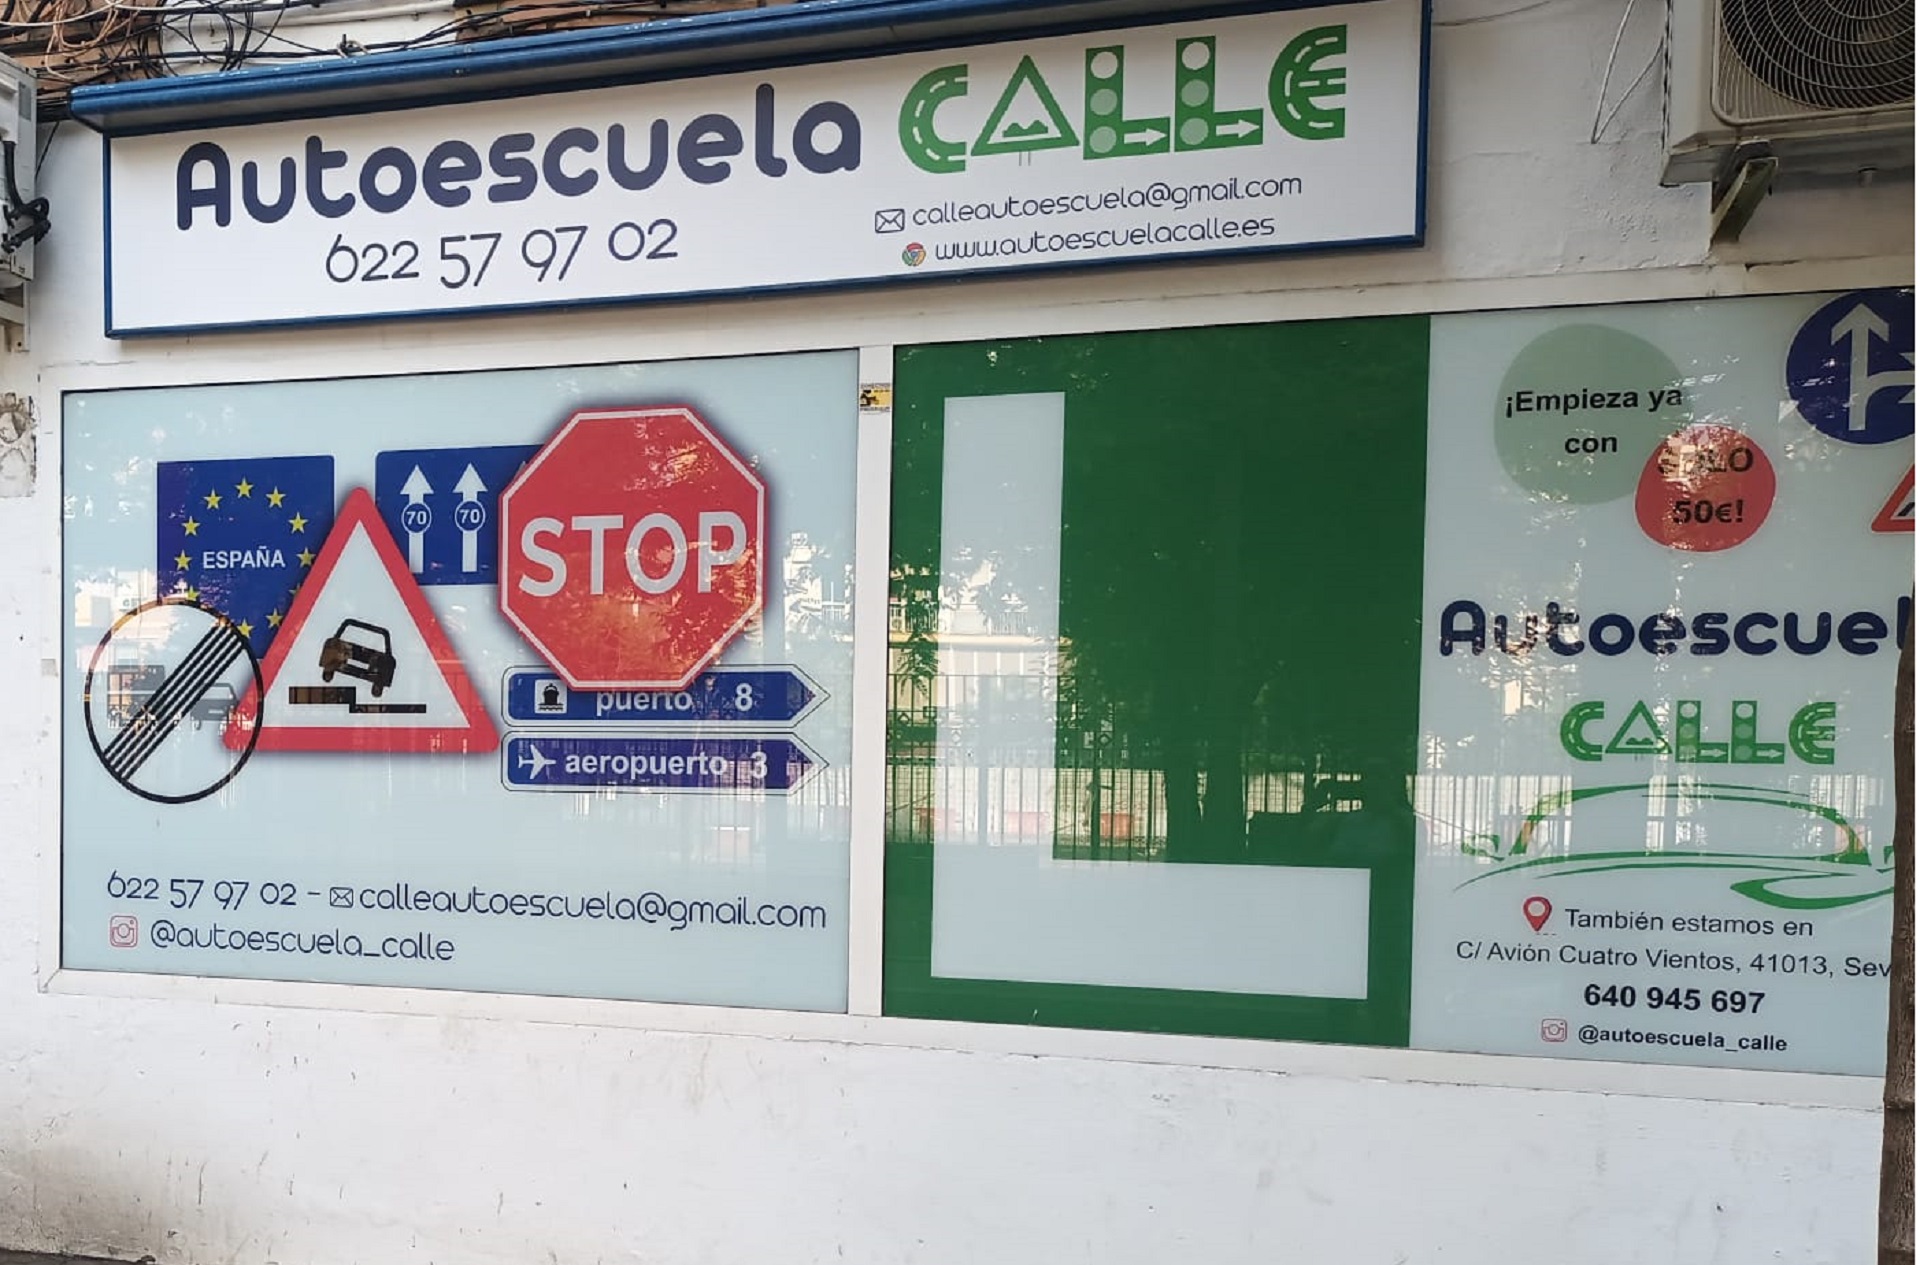 Autoescuela CALLE
622 57 97 02
calleautoescuela@gmail.com
www.autoescuelacalle.es
ESPAÑA
70 70
STOP
puerto 8
aeropuerto 3
622 57 97 02 - calleautoescuela@gmail.com
@autoescuela_calle
L
¡Empieza ya
con
SOLO
50€!
Autoescuel
CALLE
También estamos en
C/ Avión Cuatro Vientos, 41013, Sev
640 945 697
@autoescuela_calle